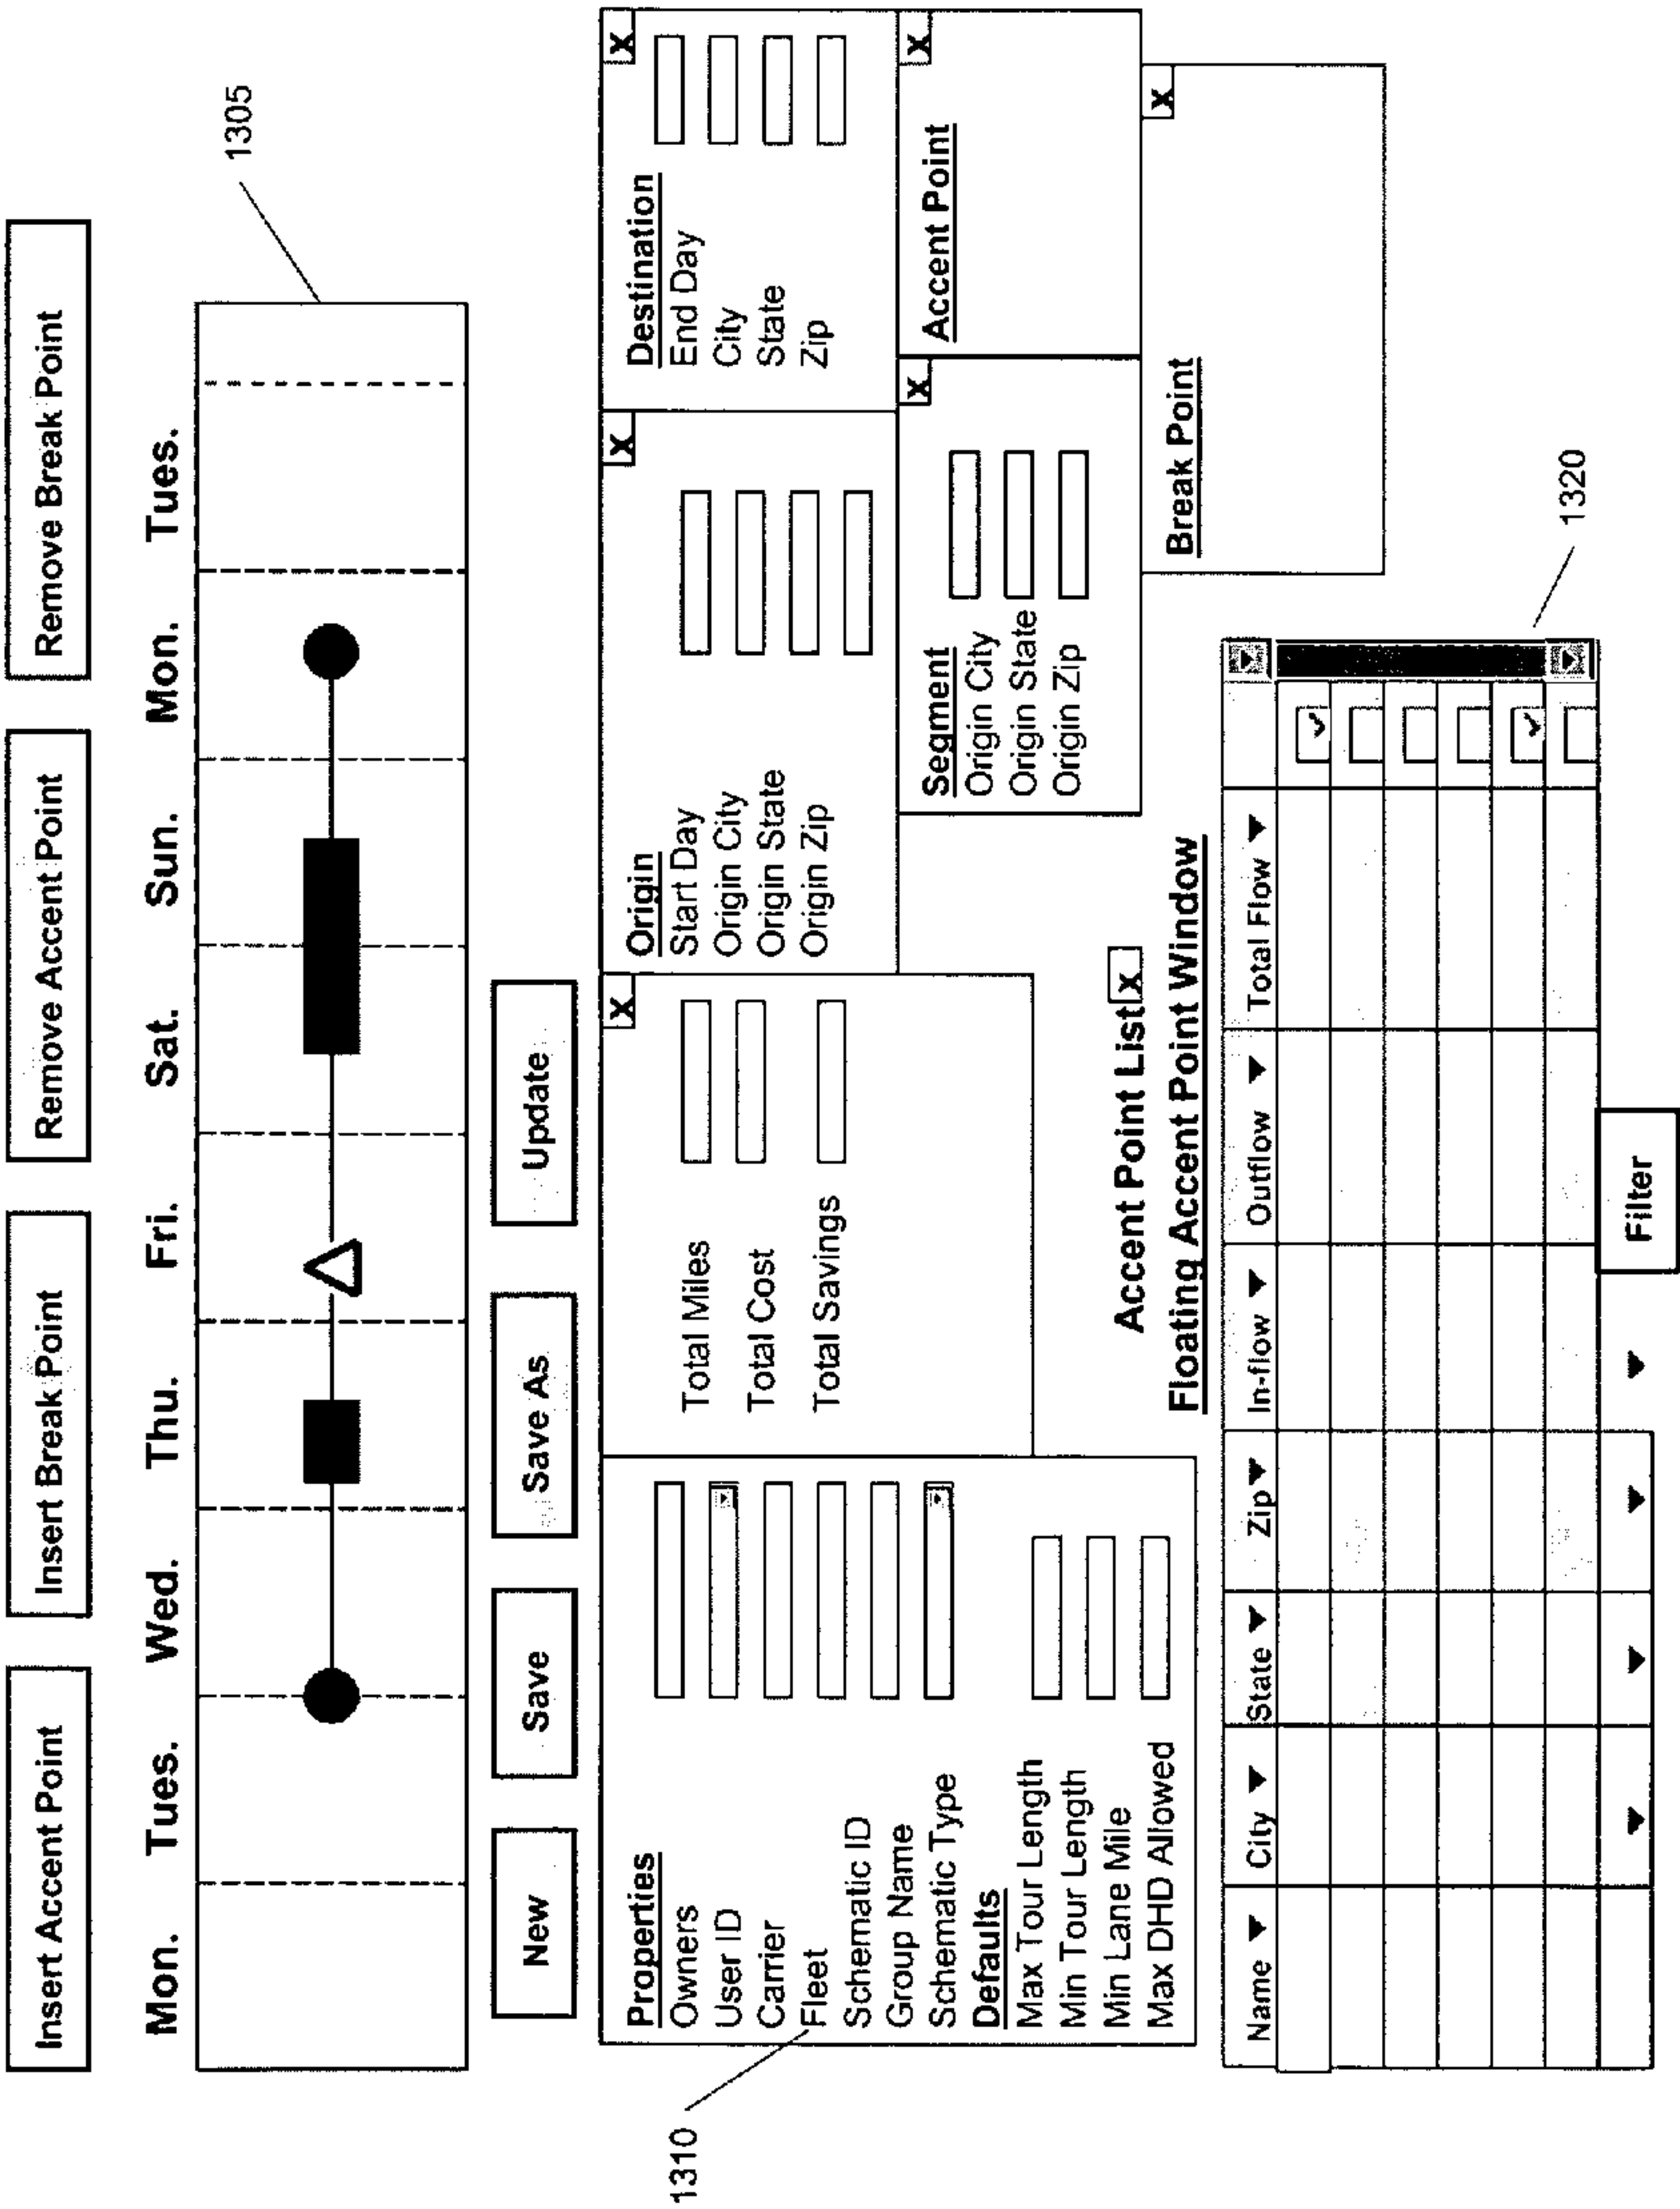 Insert Accent Point Insert Break Point Remove Accent Point Remove Break Point
Mon. Tues. Wed. Thu. Fri. Sat. Sun. Mon. Tues.
1305
New Save Save As Update
1310
Properties
Owners
User ID
Carrier
Fleet
Schematic ID
Group Name
Schematic Type
Defaults
Max Tour Length
Min Tour Length
Min Lane Mile
Max DHD Allowed
X
Total Miles
Total Cost
Total Savings
X
Origin
Start Day
Origin City
Origin State
Origin Zip
X
Destination
End Day
City
State
Zip
X
Segment
Origin City
Origin State
Origin Zip
X
Accent Point
X
Break Point
Accent Point List X
Floating Accent Point Window
Name City State Zip In-flow Outflow Total Flow
1320
Filter